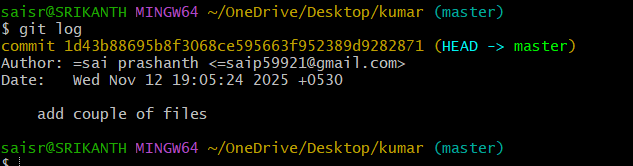 saisr@SRIKANTH MINGW64 ~/OneDrive/Desktop/kumar (master)
$ git log
commit 1d43b88695b8f3068ce595663f952389d9282871 (HEAD -> master)
Author: =sai prashanth <=saip59921@gmail.com>
Date:   Wed Nov 12 19:05:24 2025 +0530

    add couple of files

saisr@SRIKANTH MINGW64 ~/OneDrive/Desktop/kumar (master)
$